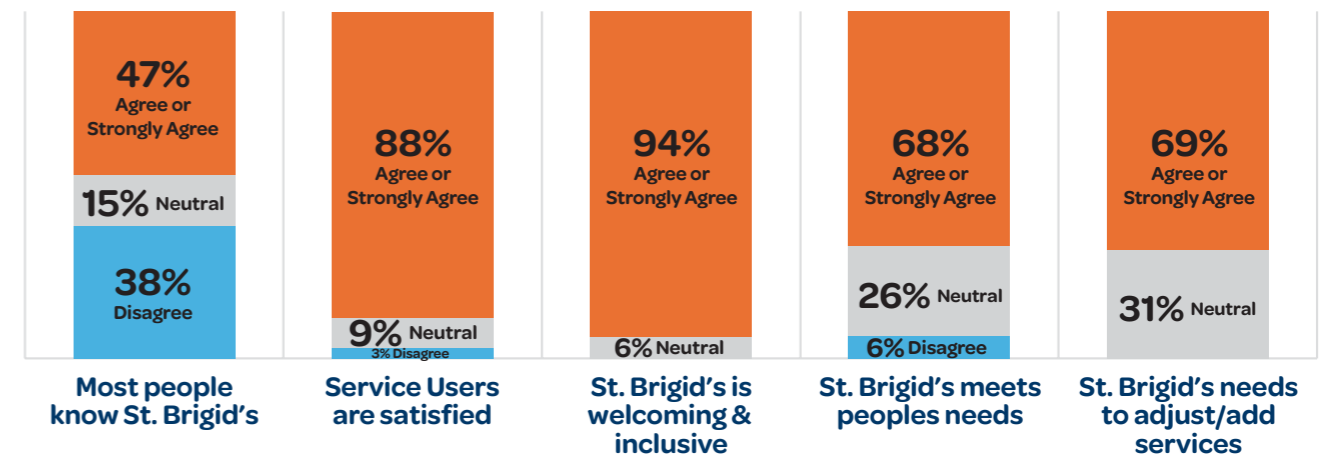 47%
Agree or
Strongly Agree
15% Neutral
38%
Disagree
Most people
know St. Brigid's
88%
Agree or
Strongly Agree
9% Neutral
3% Disagree
Service Users
are satisfied
94%
Agree or
Strongly Agree
6% Neutral
St. Brigid's is
welcoming &
inclusive
68%
Agree or
Strongly Agree
26% Neutral
6% Disagree
St. Brigid's meets
peoples needs
69%
Agree or
Strongly Agree
31% Neutral
St. Brigid's needs
to adjust/add
services